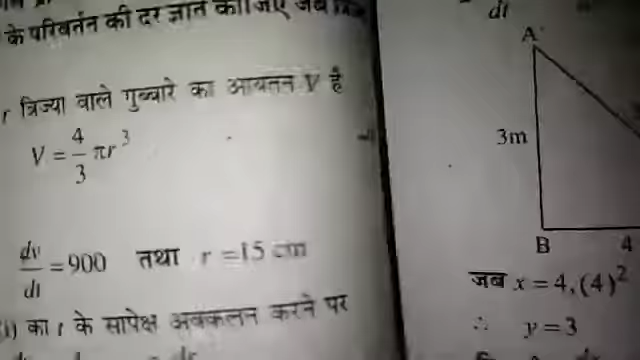 के परिवर्तन की दर ज्ञात कीजिए जब
r त्रिज्या वाले गुब्बारे का आयतन V है
V = 4/3 πr³
dv/dt = 900 तथा r = 15 cm
(i) का t के सापेक्ष अवकलन करने पर
dt
A
3m
B 4
जब x = 4, (4)²
∴ y = 3